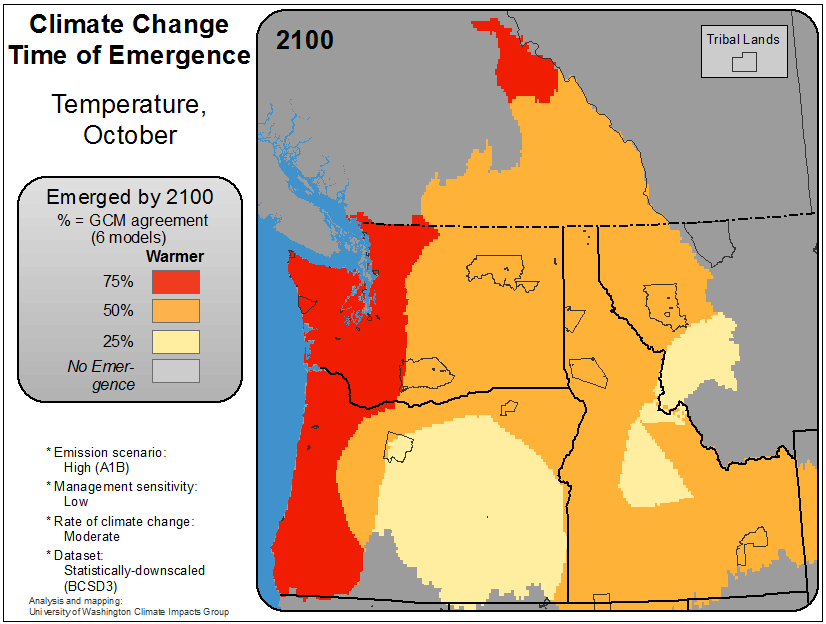 Climate Change
Time of Emergence
Temperature,
October
Emerged by 2100
% = GCM agreement
(6 models)
Warmer
75%
50%
25%
No Emer-
gence
* Emission scenario:
High (A1B)
* Management sensitivity:
Low
* Rate of climate change:
Moderate
* Dataset:
Statistically-downscaled
(BCSD3)
Analysis and mapping:
University of Washington Climate Impacts Group
2100
Tribal Lands